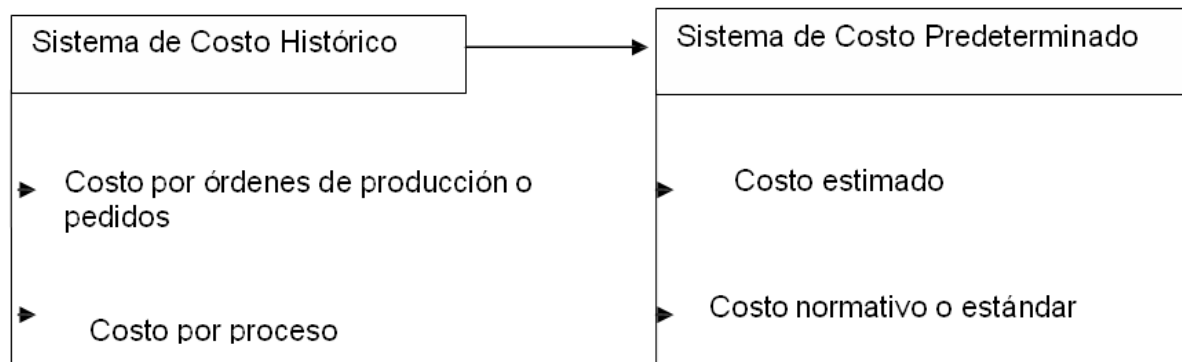 Sistema de Costo Histórico
Sistema de Costo Predeterminado
Costo por órdenes de producción o
pedidos
Costo por proceso
Costo estimado
Costo normativo o estándar